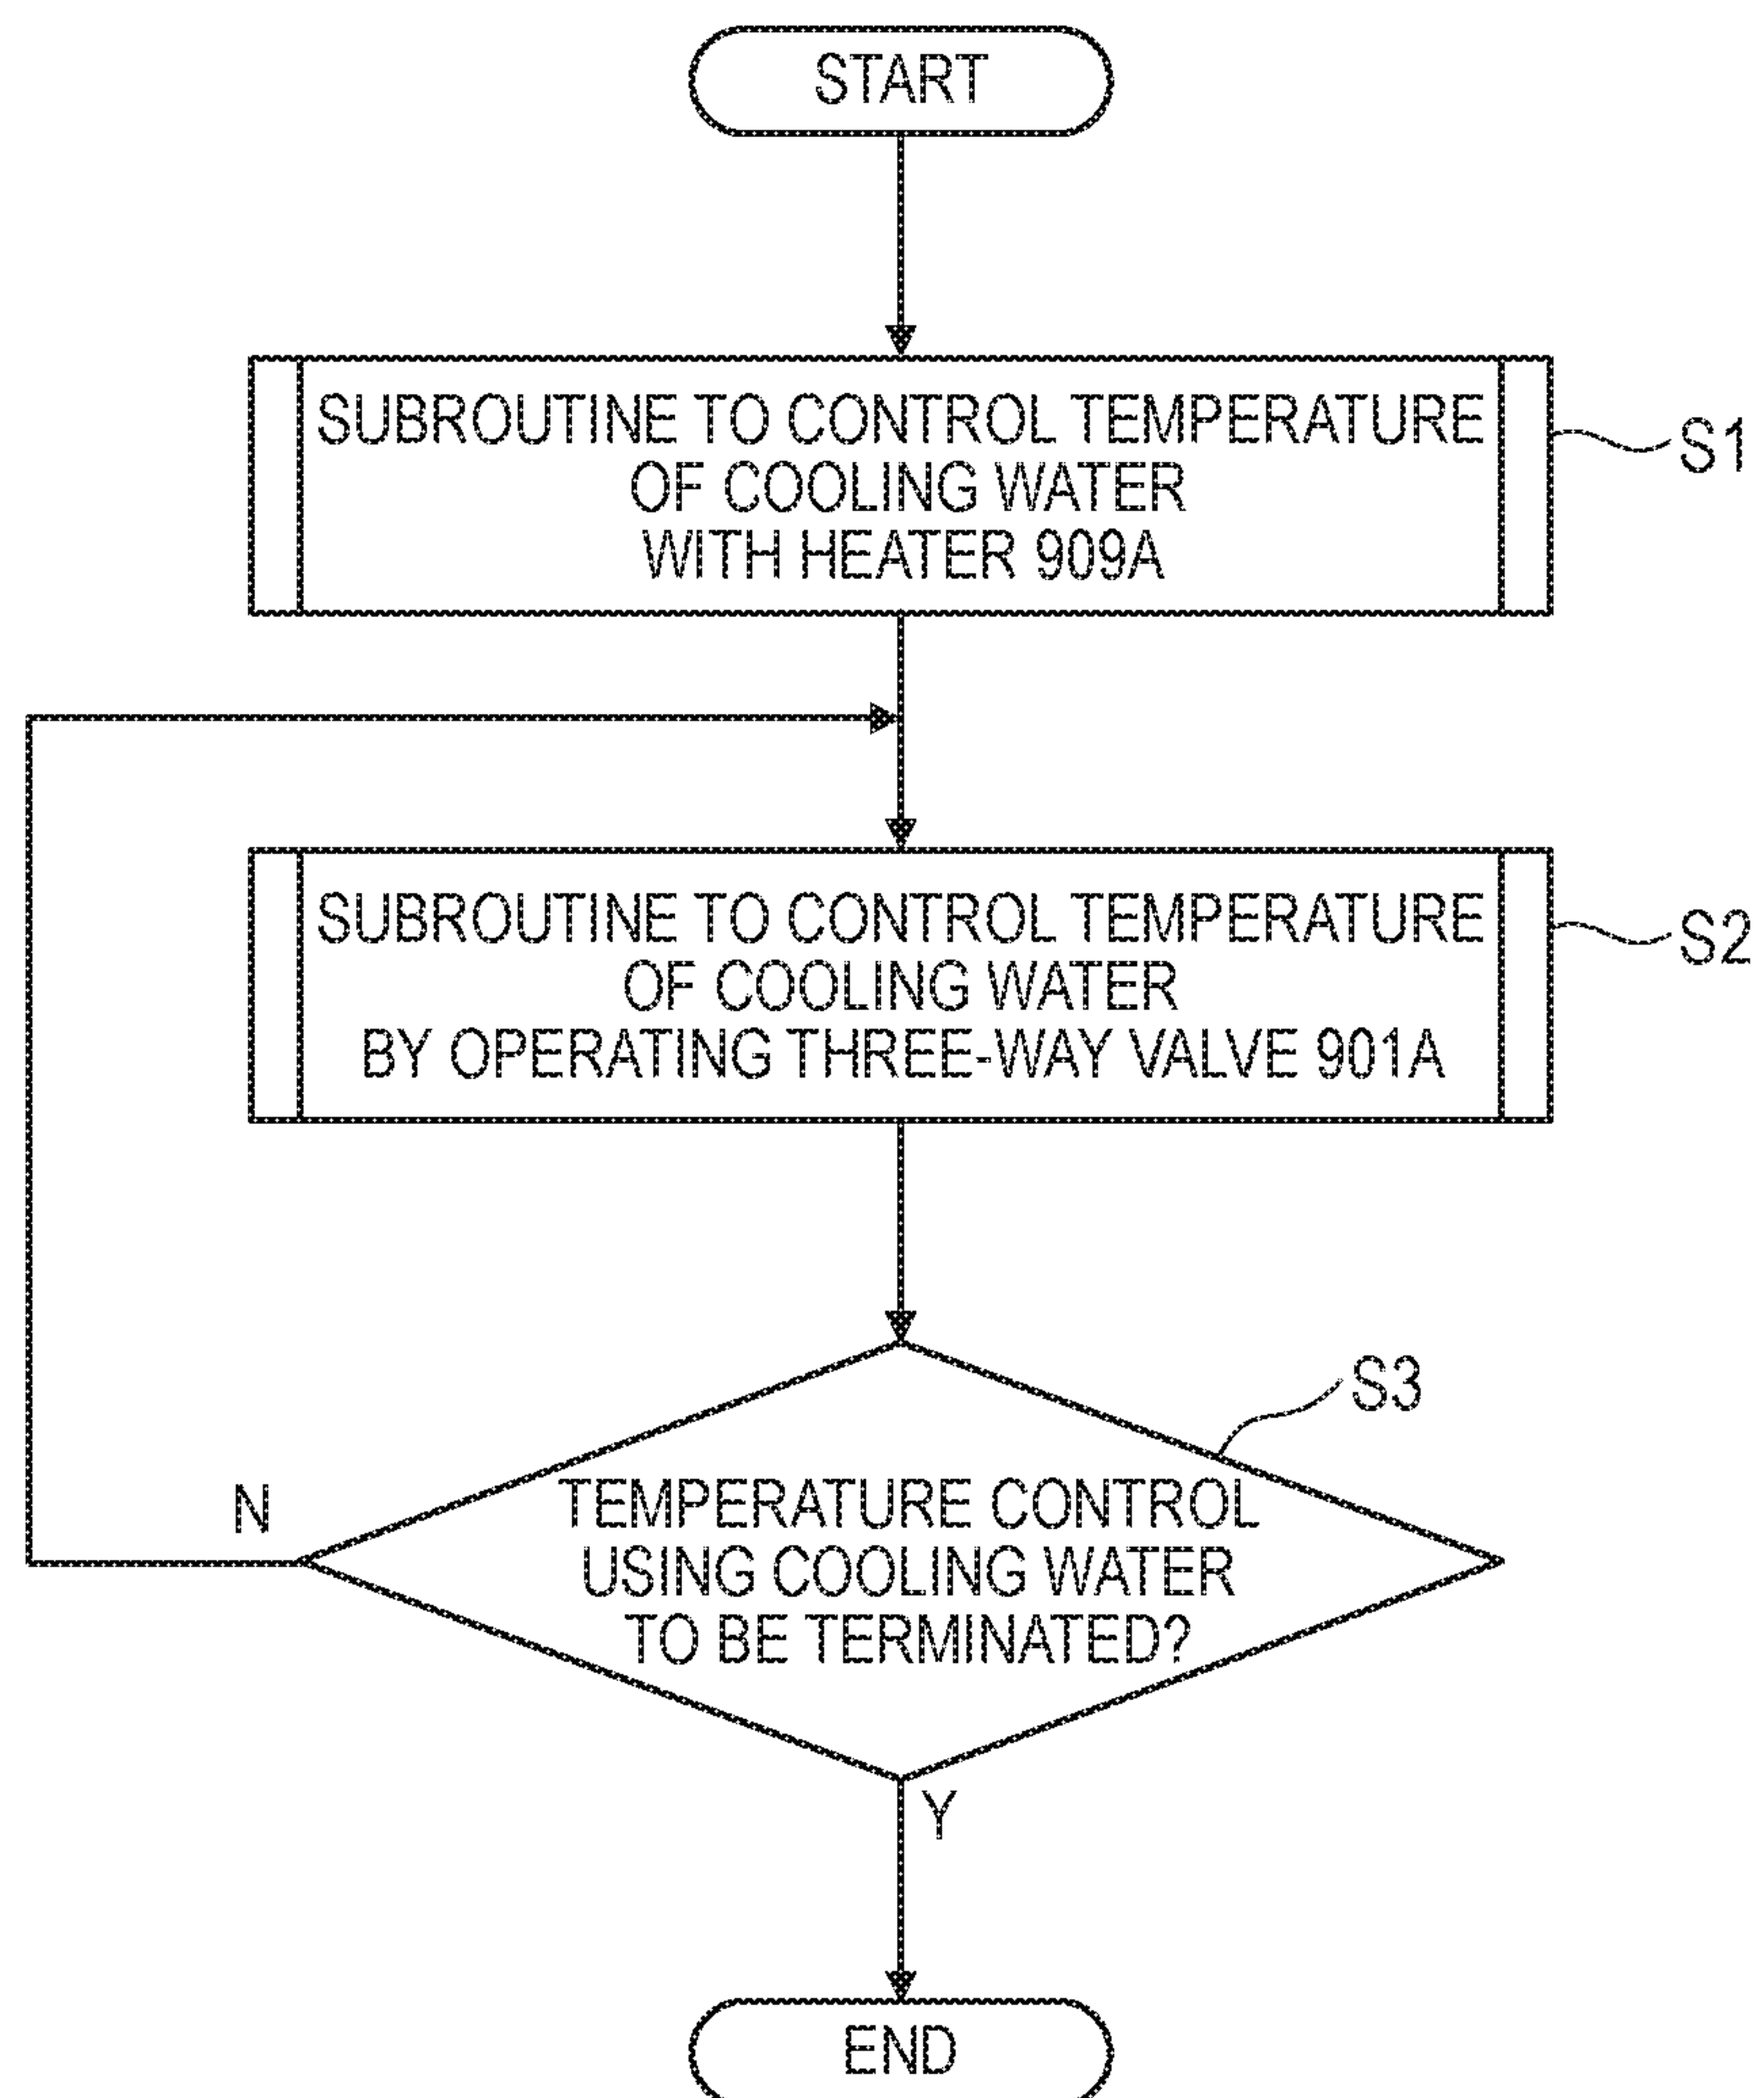 START
SUBROUTINE TO CONTROL TEMPERATURE
OF COOLING WATER
WITH HEATER 909A
S1
SUBROUTINE TO CONTROL TEMPERATURE
OF COOLING WATER
BY OPERATING THREE-WAY VALVE 901A
S2
S3
TEMPERATURE CONTROL
USING COOLING WATER
TO BE TERMINATED?
N
Y
END